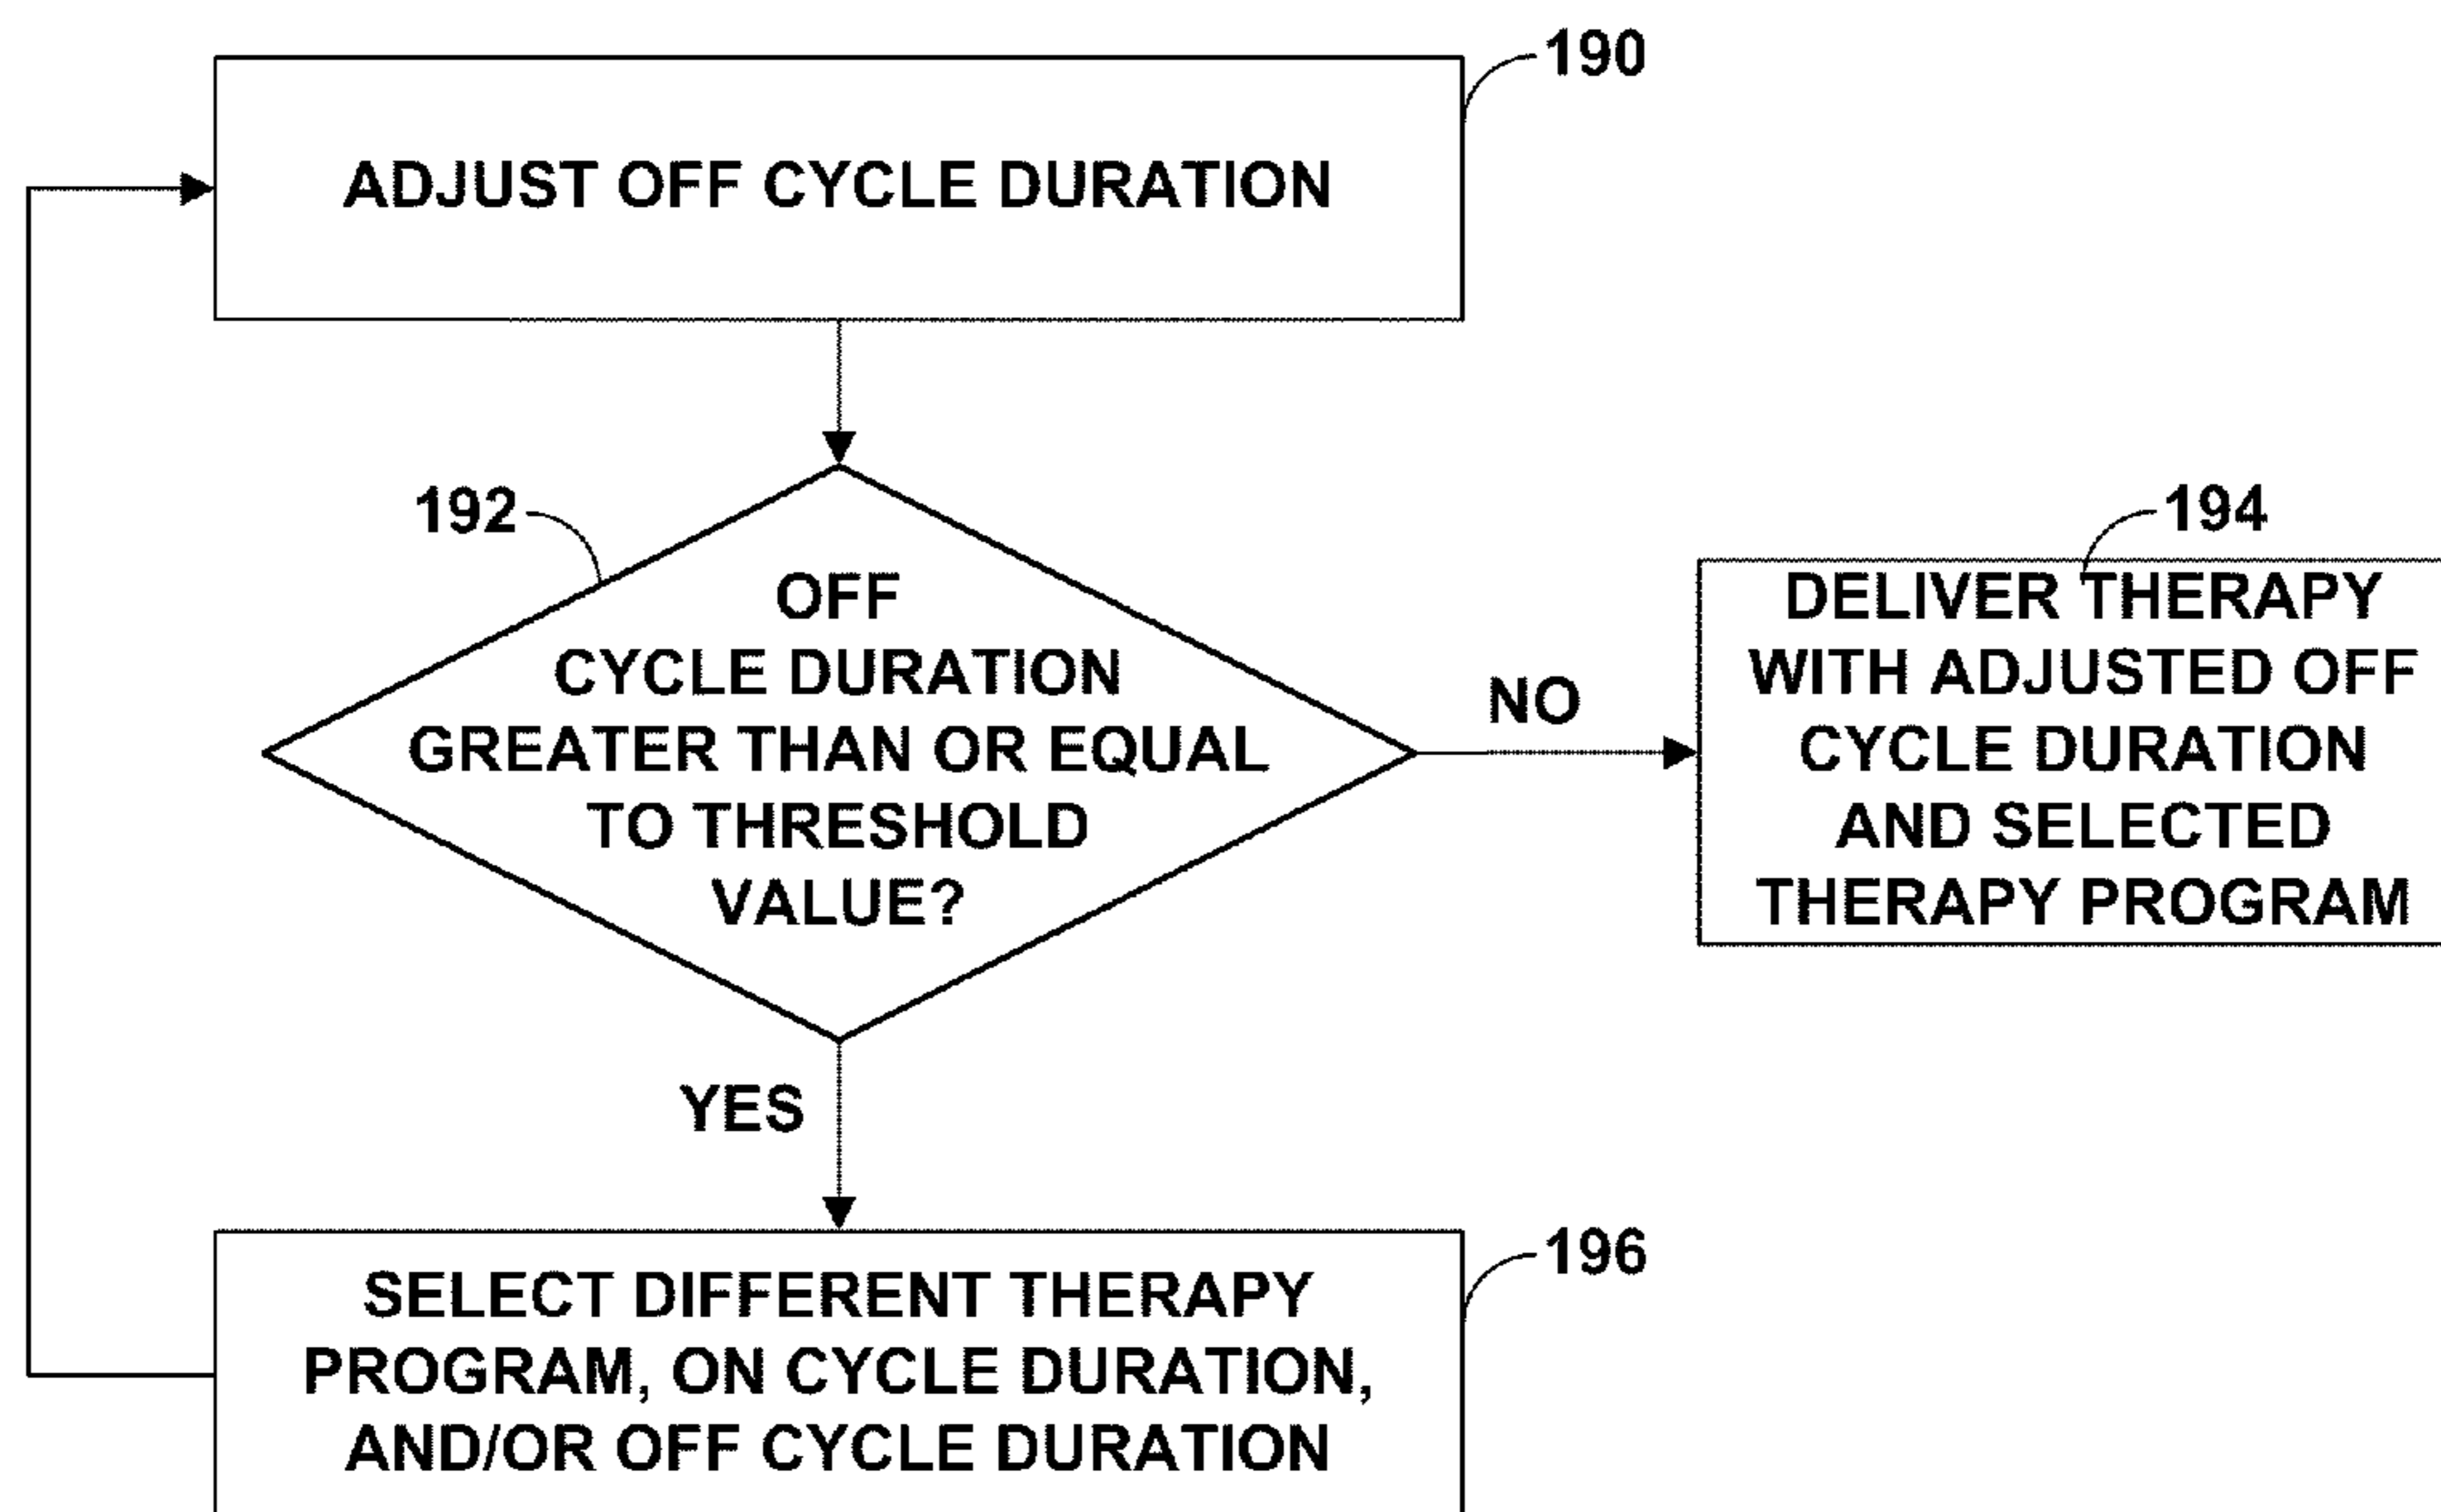 190
ADJUST OFF CYCLE DURATION
192
OFF
CYCLE DURATION
GREATER THAN OR EQUAL
TO THRESHOLD
VALUE?
NO
194
DELIVER THERAPY
WITH ADJUSTED OFF
CYCLE DURATION
AND SELECTED
THERAPY PROGRAM
YES
196
SELECT DIFFERENT THERAPY
PROGRAM, ON CYCLE DURATION,
AND/OR OFF CYCLE DURATION